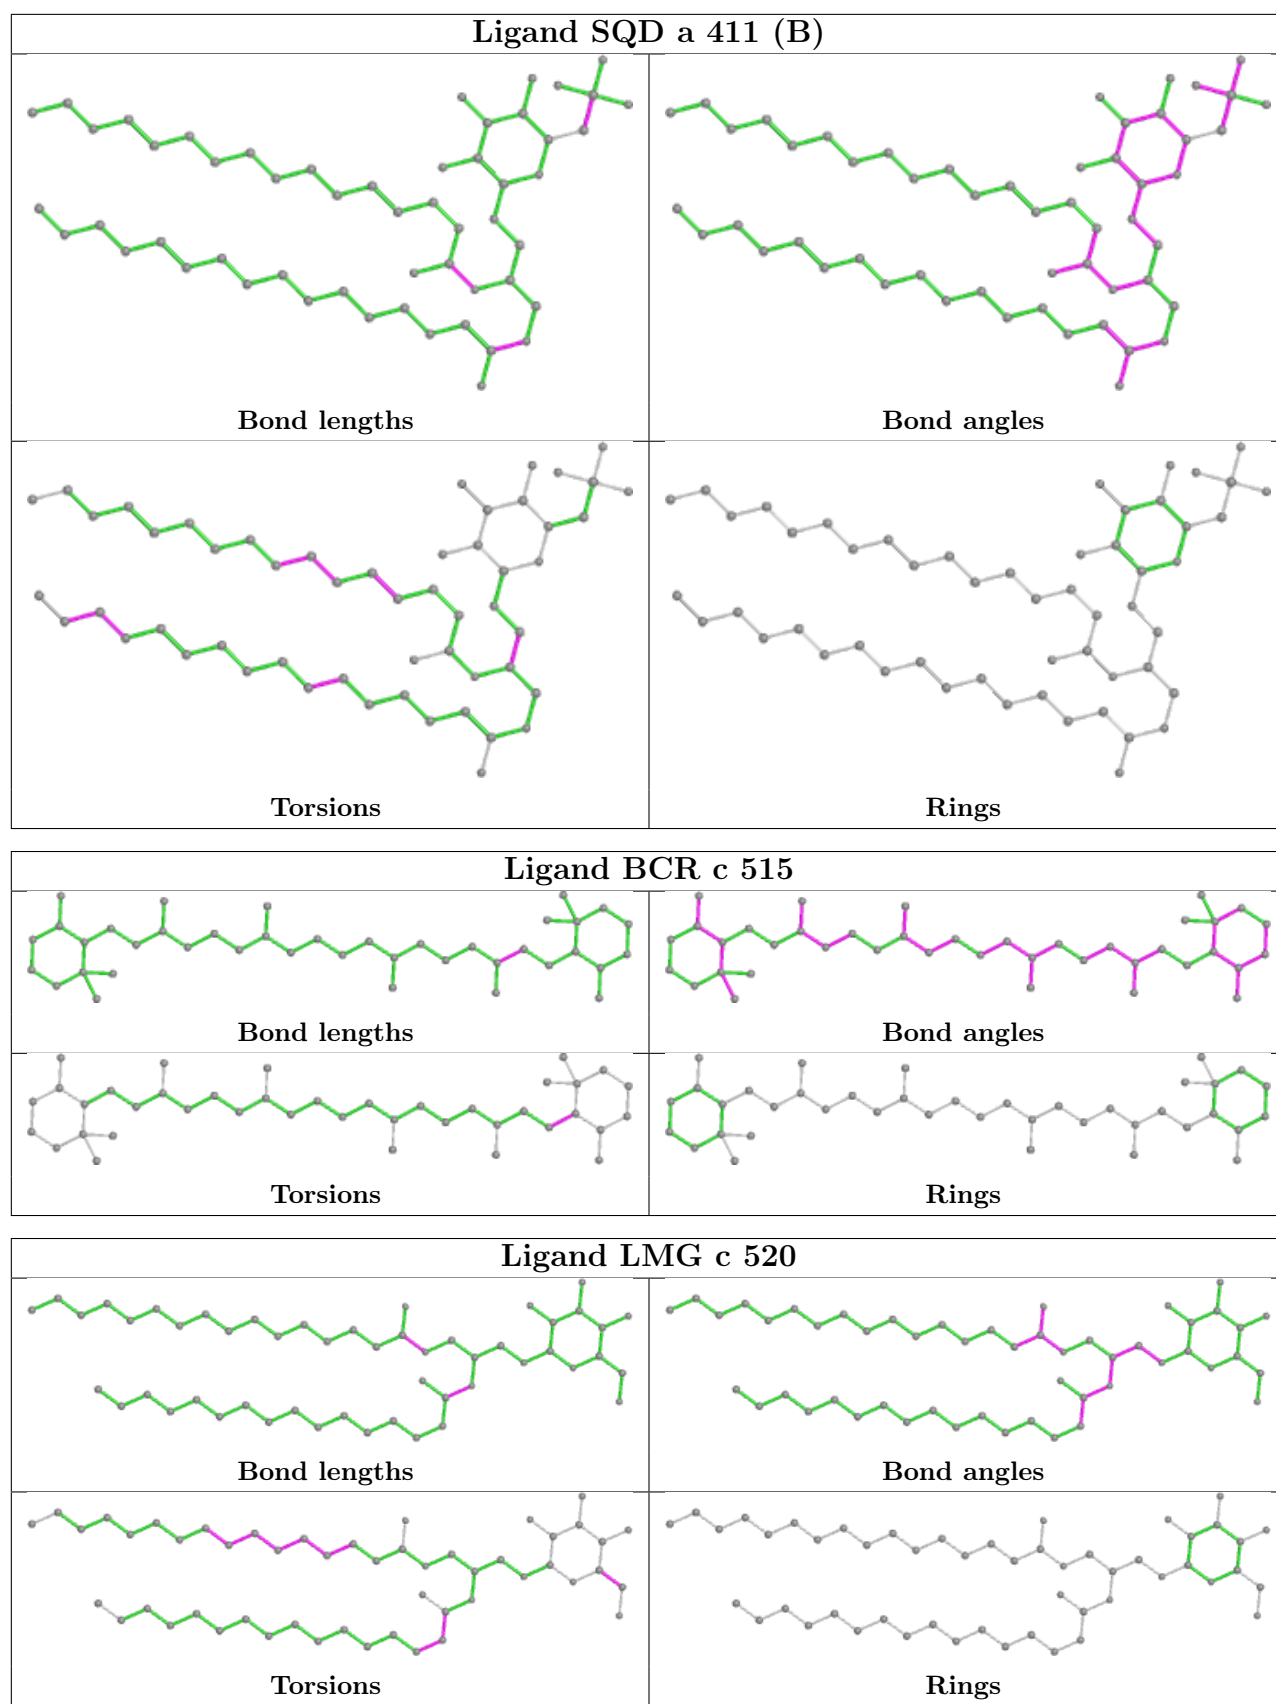 Ligand SQD a 411 (B)
Bond lengths
Bond angles
Torsions
Rings
Ligand BCR c 515
Bond lengths
Bond angles
Torsions
Rings
Ligand LMG c 520
Bond lengths
Bond angles
Torsions
Rings